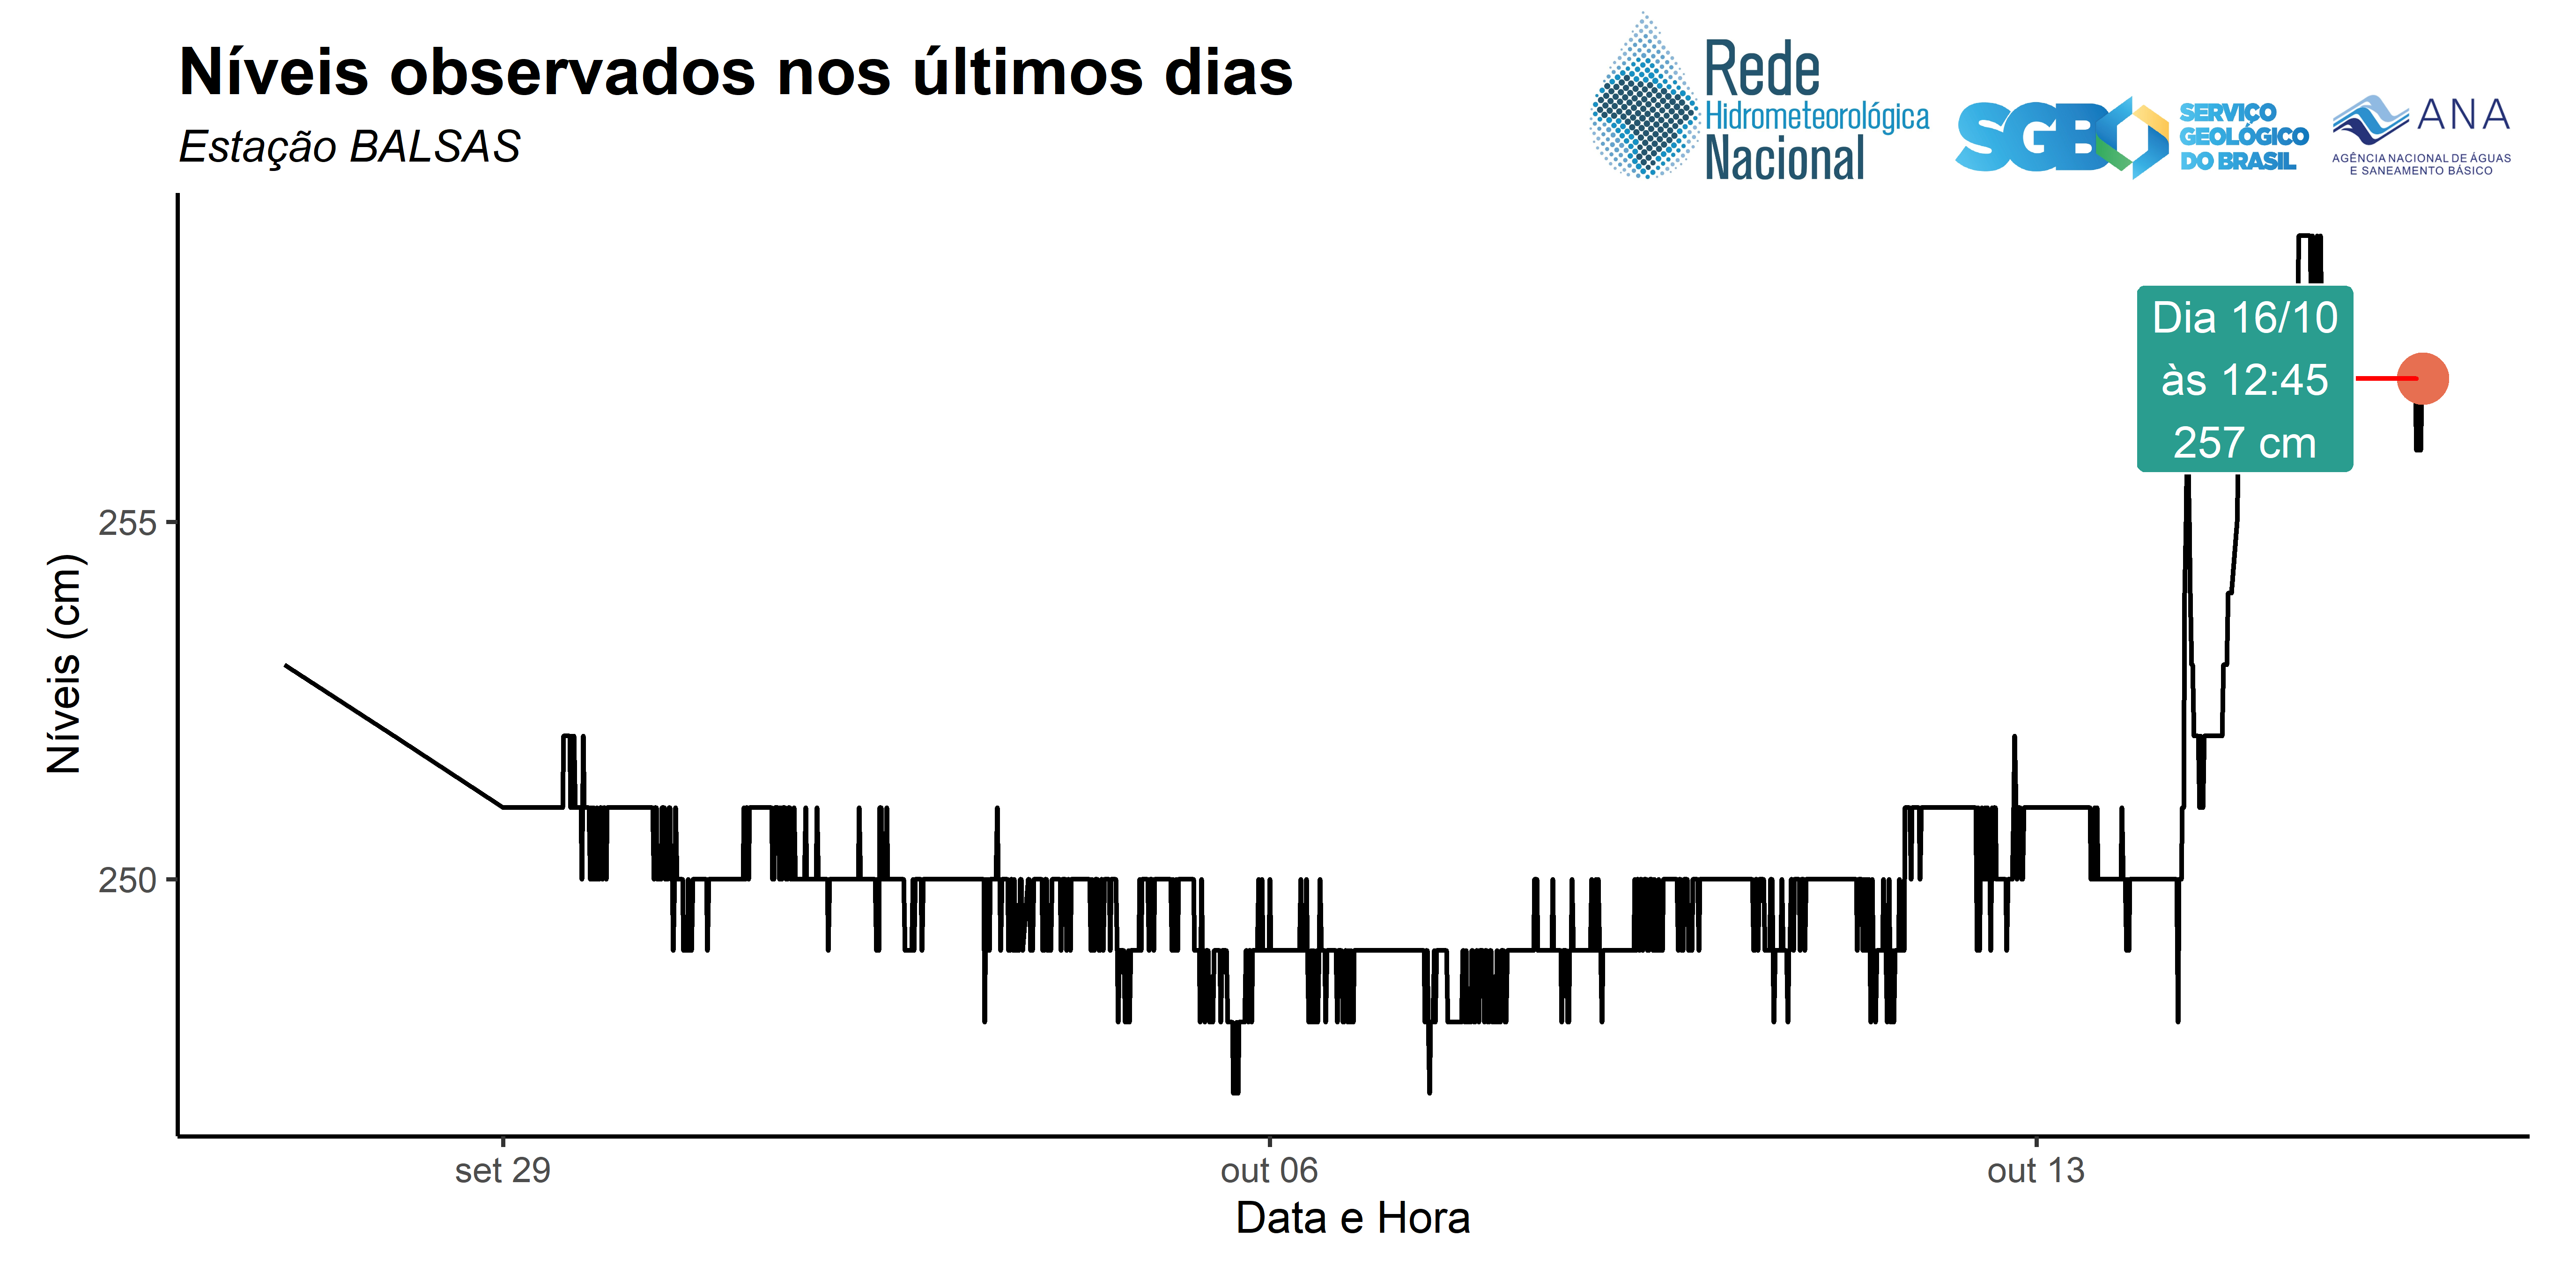 Níveis observados nos últimos dias
Estação BALSAS
Rede
Hidrometeorológica
Nacional
SGB
SERVIÇO
GEOLÓGICO
DO BRASIL
ANA
AGÊNCIA NACIONAL DE ÁGUAS
E SANEAMENTO BÁSICO
Dia 16/10
às 12:45
257 cm
255
250
Níveis (cm)
set 29
out 06
out 13
Data e Hora